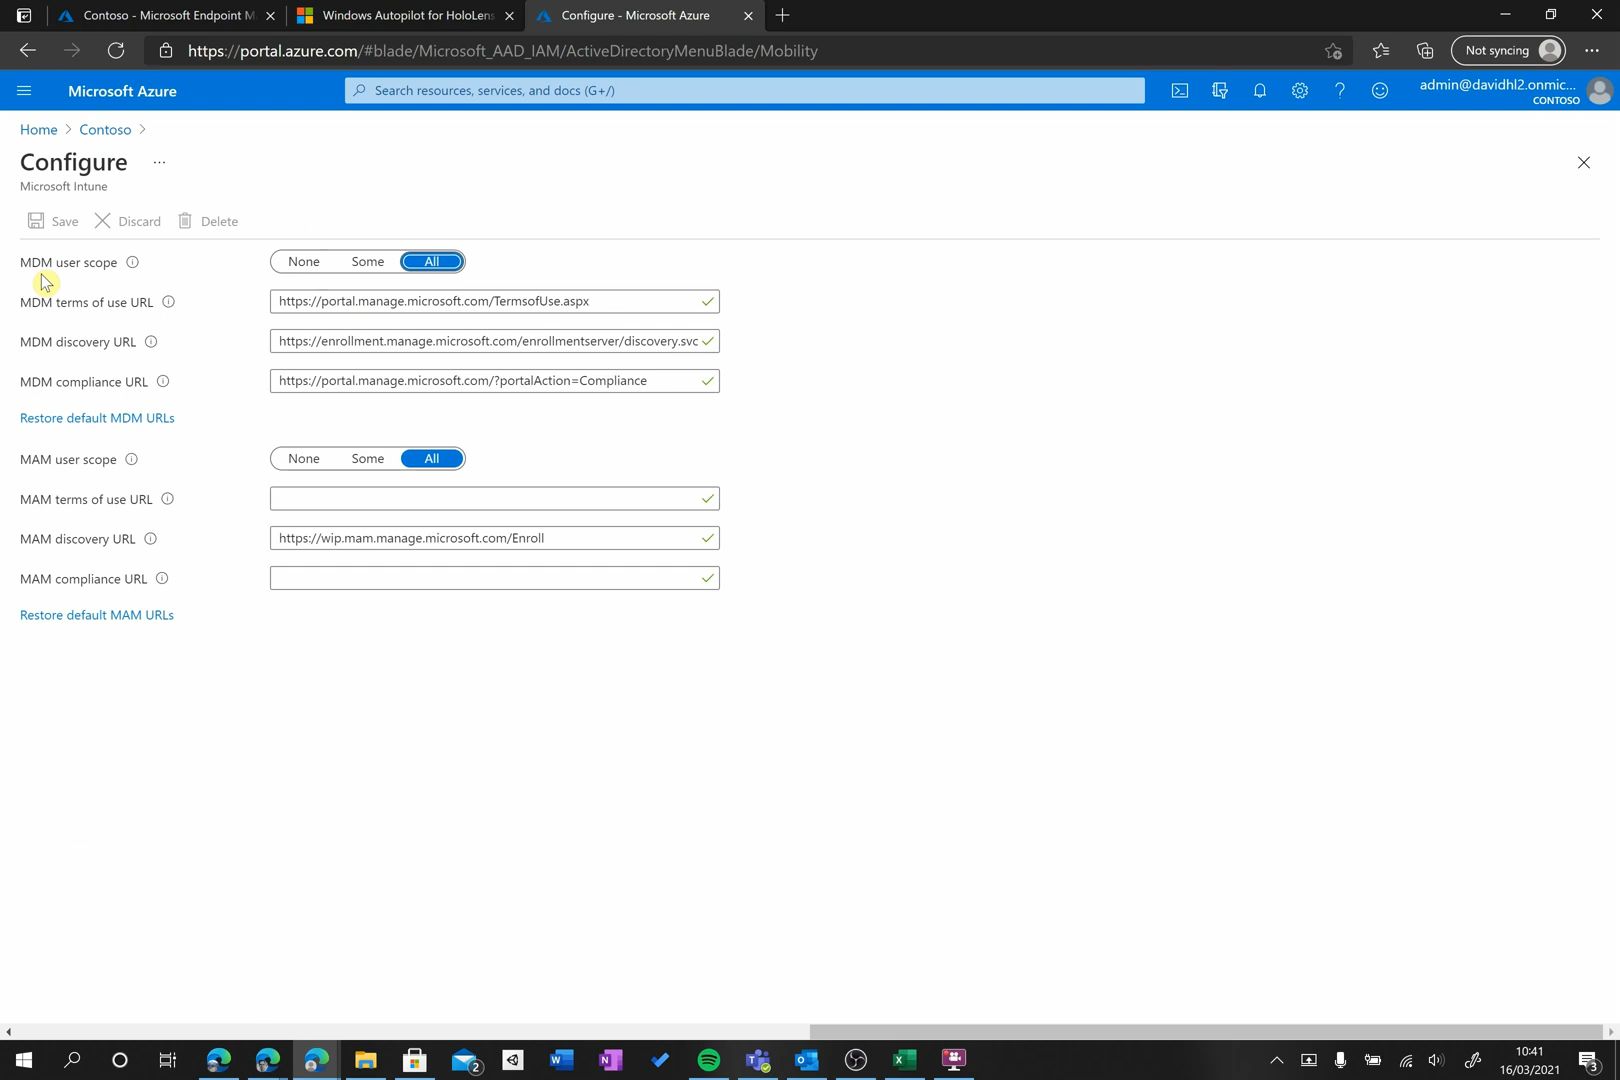 Contoso - Microsoft Endpoint M
Windows Autopilot for HoloLens
Configure - Microsoft Azure
https://portal.azure.com/#blade/Microsoft_AAD_IAM/ActiveDirectoryMenuBlade/Mobility
Not syncing
Microsoft Azure
Search resources, services, and docs (G+/)
admin@davidhl2.onmic...
CONTOSO
Home > Contoso >
Configure ...
Microsoft Intune
Save Discard Delete
MDM user scope None Some All
MDM terms of use URL https://portal.manage.microsoft.com/TermsofUse.aspx
MDM discovery URL https://enrollment.manage.microsoft.com/enrollmentserver/discovery.svc
MDM compliance URL https://portal.manage.microsoft.com/?portalAction=Compliance
Restore default MDM URLs
MAM user scope None Some All
MAM terms of use URL
MAM discovery URL https://wip.mam.manage.microsoft.com/Enroll
MAM compliance URL
Restore default MAM URLs
2
10:41
16/03/2021
3